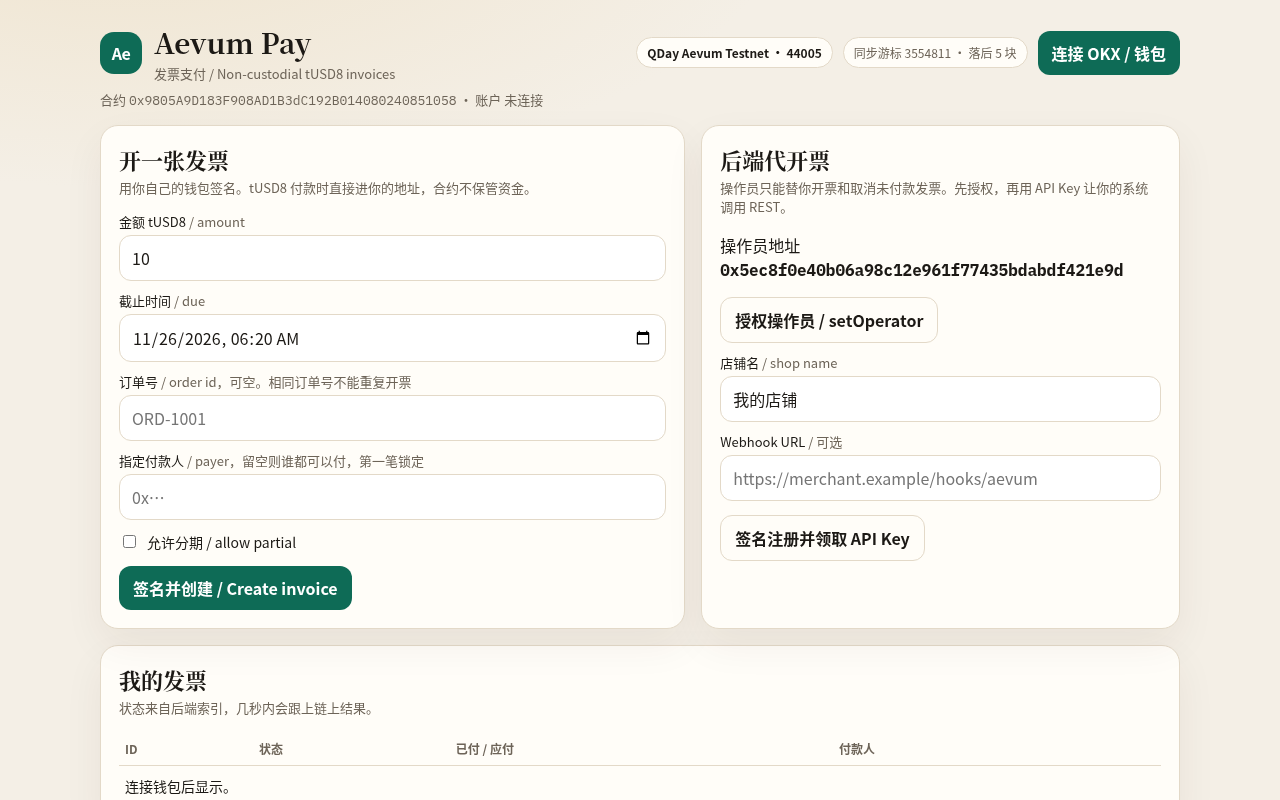 Ae
Aevum Pay
发票支付 / Non-custodial tUSD8 invoices
QDay Aevum Testnet · 44005
同步游标 3554811 · 落后 5 块
连接 OKX / 钱包
合约 0x9805A9D183F908AD1B3dC192B014080240851058 · 账户 未连接
开一张发票
用你自己的钱包签名。tUSD8 付款时直接进你的地址，合约不保管资金。
金额 tUSD8 / amount
10
截止时间 / due
11/26/2026, 06:20 AM
订单号 / order id，可空。相同订单号不能重复开票
ORD-1001
指定付款人 / payer，留空则谁都可以付，第一笔锁定
0x…
允许分期 / allow partial
签名并创建 / Create invoice
后端代开票
操作员只能替你开票和取消未付款发票。先授权，再用 API Key 让你的系统
调用 REST。
操作员地址
0x5ec8f0e40b06a98c12e961f77435bdabdf421e9d
授权操作员 / setOperator
店铺名 / shop name
我的店铺
Webhook URL / 可选
https://merchant.example/hooks/aevum
签名注册并领取 API Key
我的发票
状态来自后端索引，几秒内会跟上链上结果。
ID 状态 已付 / 应付 付款人
连接钱包后显示。